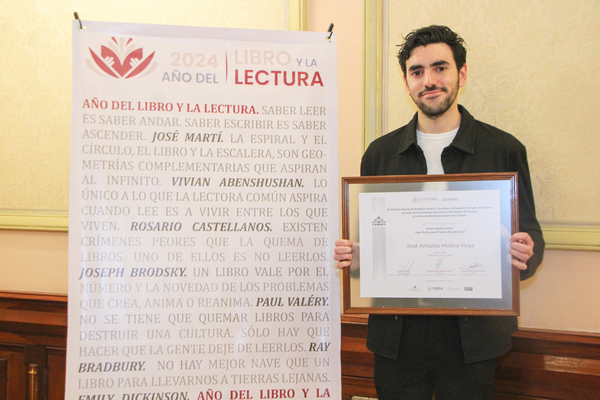 2024
AÑO DEL
LIBRO Y LA
LECTURA
AÑO DEL LIBRO Y LA LECTURA. SABER LEER
ES SABER ANDAR. SABER ESCRIBIR ES SABER
ASCENDER. JOSÉ MARTÍ. LA ESPIRAL Y EL
CÍRCULO, EL LIBRO Y LA ESCALERA, SON GEO-
METRÍAS COMPLEMENTARIAS QUE ASPIRAN
AL INFINITO. VIVIAN ABENSHUSHAN. LO
ÚNICO A LO QUE LA LECTORA COMÚN ASPIRA
CUANDO LEE ES A VIVIR ENTRE LOS QUE
VIVEN. ROSARIO CASTELLANOS. EXISTEN
CRÍMENES PEORES QUE LA QUEMA DE
LIBROS. UNO DE ELLOS ES NO LEERLOS.
JOSEPH BRODSKY. UN LIBRO VALE POR EL
NÚMERO Y LA NOVEDAD DE LOS PROBLEMAS
QUE CREA, ANIMA O REANIMA. PAUL VALÉRY.
NO SE TIENE QUE QUEMAR LIBROS PARA
DESTRUIR UNA CULTURA. SÓLO HAY QUE
HACER QUE LA GENTE DEJE DE LEERLOS. RAY
BRADBURY. NO HAY MEJOR NAVE QUE UN
LIBRO PARA LLEVARNOS A TIERRAS LEJANAS.
EMILY DICKINSON. AÑO DEL LIBRO Y LA
CULTURA
José Antonio Molina Vega